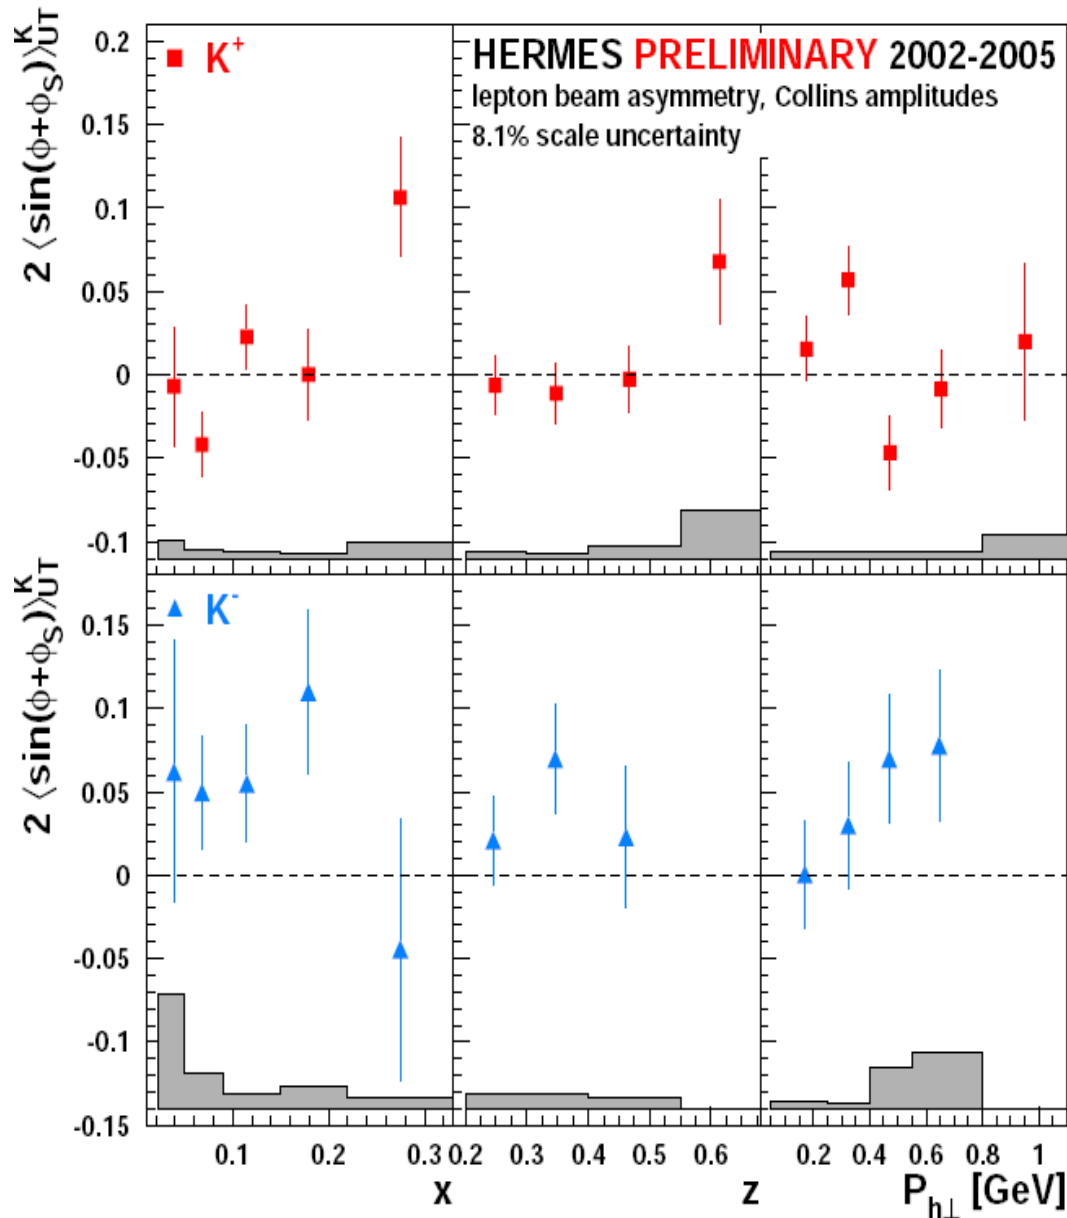 2 ⟨sin(ϕ+ϕS)⟩UT^K
K+
HERMES PRELIMINARY 2002-2005
lepton beam asymmetry, Collins amplitudes
8.1% scale uncertainty
0.2
0.15
0.1
0.05
0
-0.05
-0.1
2 ⟨sin(ϕ+ϕS)⟩UT^K
K-
0.15
0.1
0.05
0
-0.05
-0.1
-0.15
0.1 0.2 0.3 0.2 0.3 0.4 0.5 0.6 0.2 0.4 0.6 0.8 1
x z Ph⊥ [GeV]